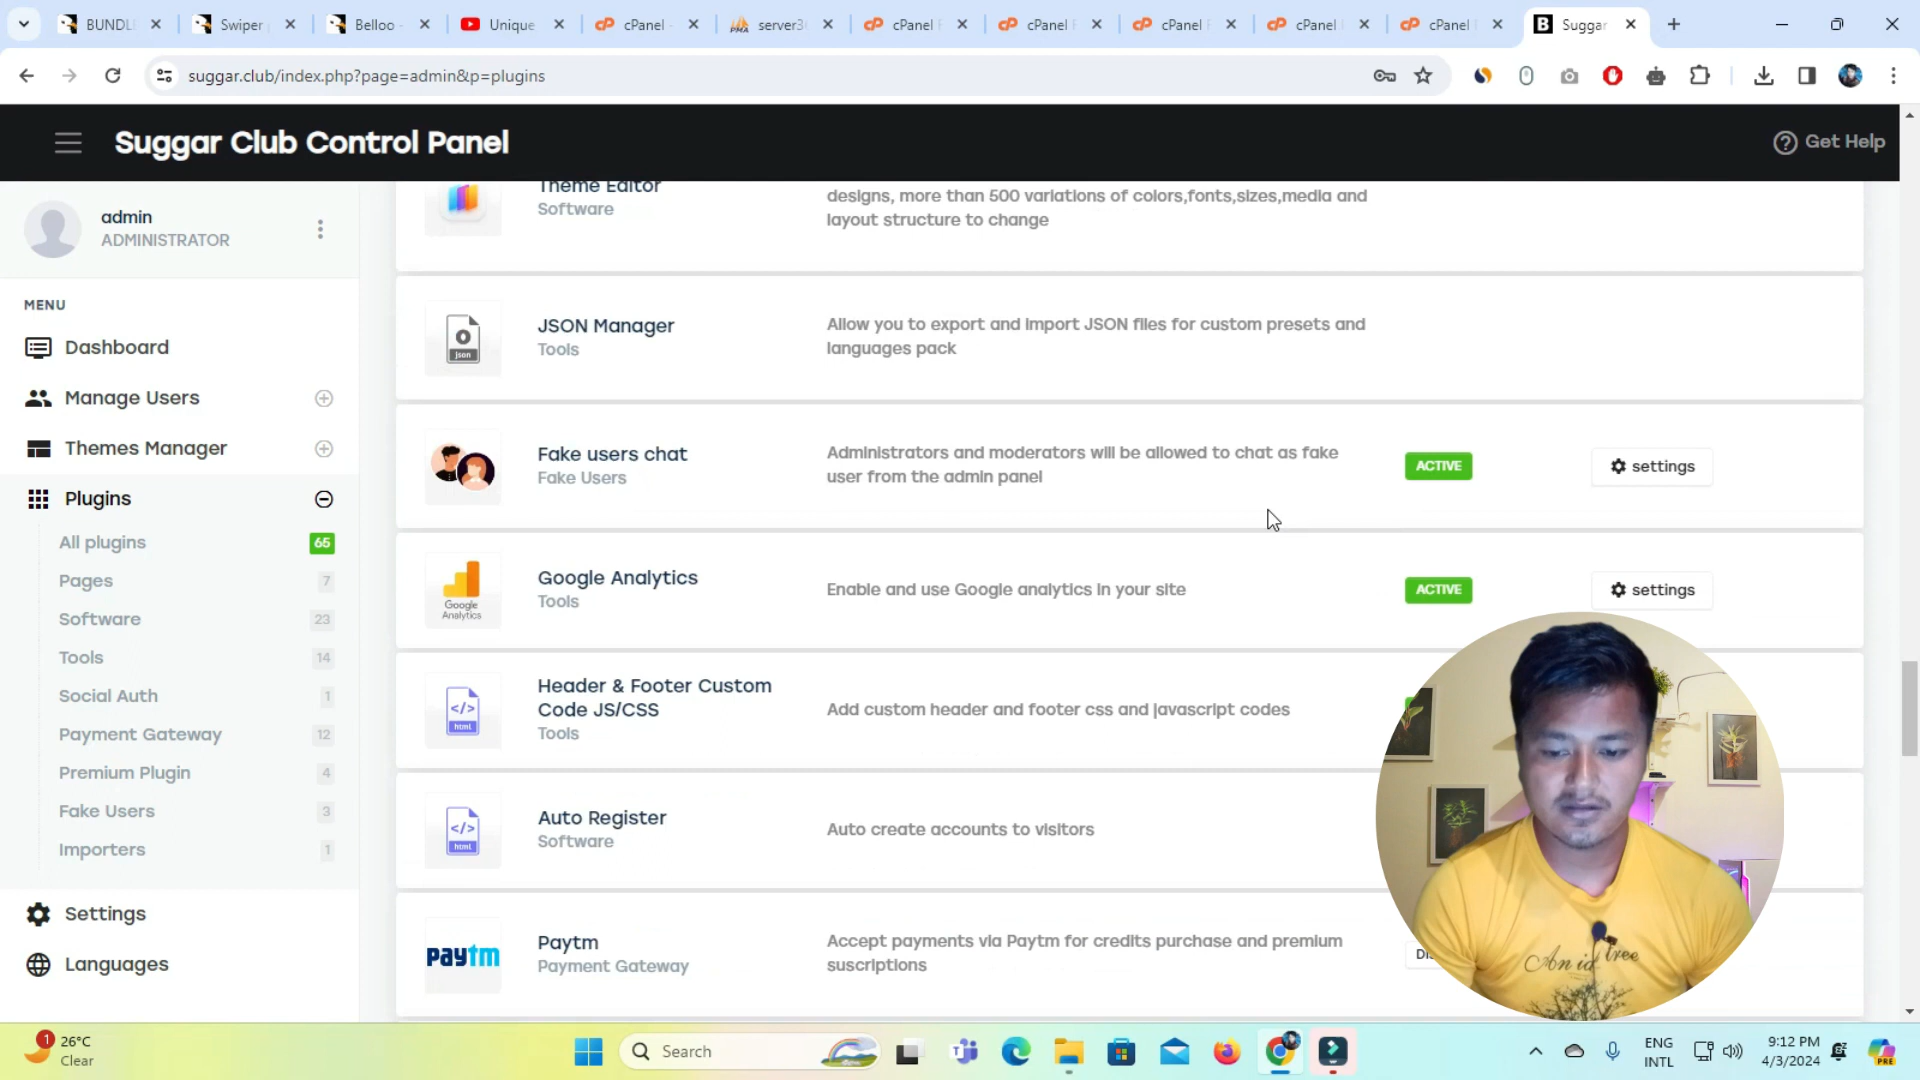 BUNDL
Swiper
Belloo -
Unique
cPanel -
server3
cPanel F
cPanel F
cPanel F
cPanel
cPanel
Suggar
suggar.club/index.php?page=admin&p=plugins
Suggar Club Control Panel
Get Help
admin
ADMINISTRATOR
MENU
Dashboard
Manage Users
Themes Manager
Plugins
All plugins 65
Pages 7
Software 23
Tools 14
Social Auth 1
Payment Gateway 12
Premium Plugin 4
Fake Users 3
Importers 1
Settings
Languages
Theme Editor
Software
designs, more than 500 variations of colors,fonts,sizes,media and
layout structure to change
JSON Manager
Tools
Allow you to export and import JSON files for custom presets and
languages pack
Fake users chat
Fake Users
Administrators and moderators will be allowed to chat as fake
user from the admin panel
ACTIVE
settings
Google Analytics
Tools
Google
Analytics
Enable and use Google analytics in your site
ACTIVE
settings
Header & Footer Custom
Code JS/CSS
Tools
Add custom header and footer css and javascript codes
Auto Register
Software
Auto create accounts to visitors
Paytm
Payment Gateway
Accept payments via Paytm for credits purchase and premium
suscriptions
json
html
html
paytm
26°C
Clear
1
Search
ENG
INTL
9:12 PM
4/3/2024
PRE